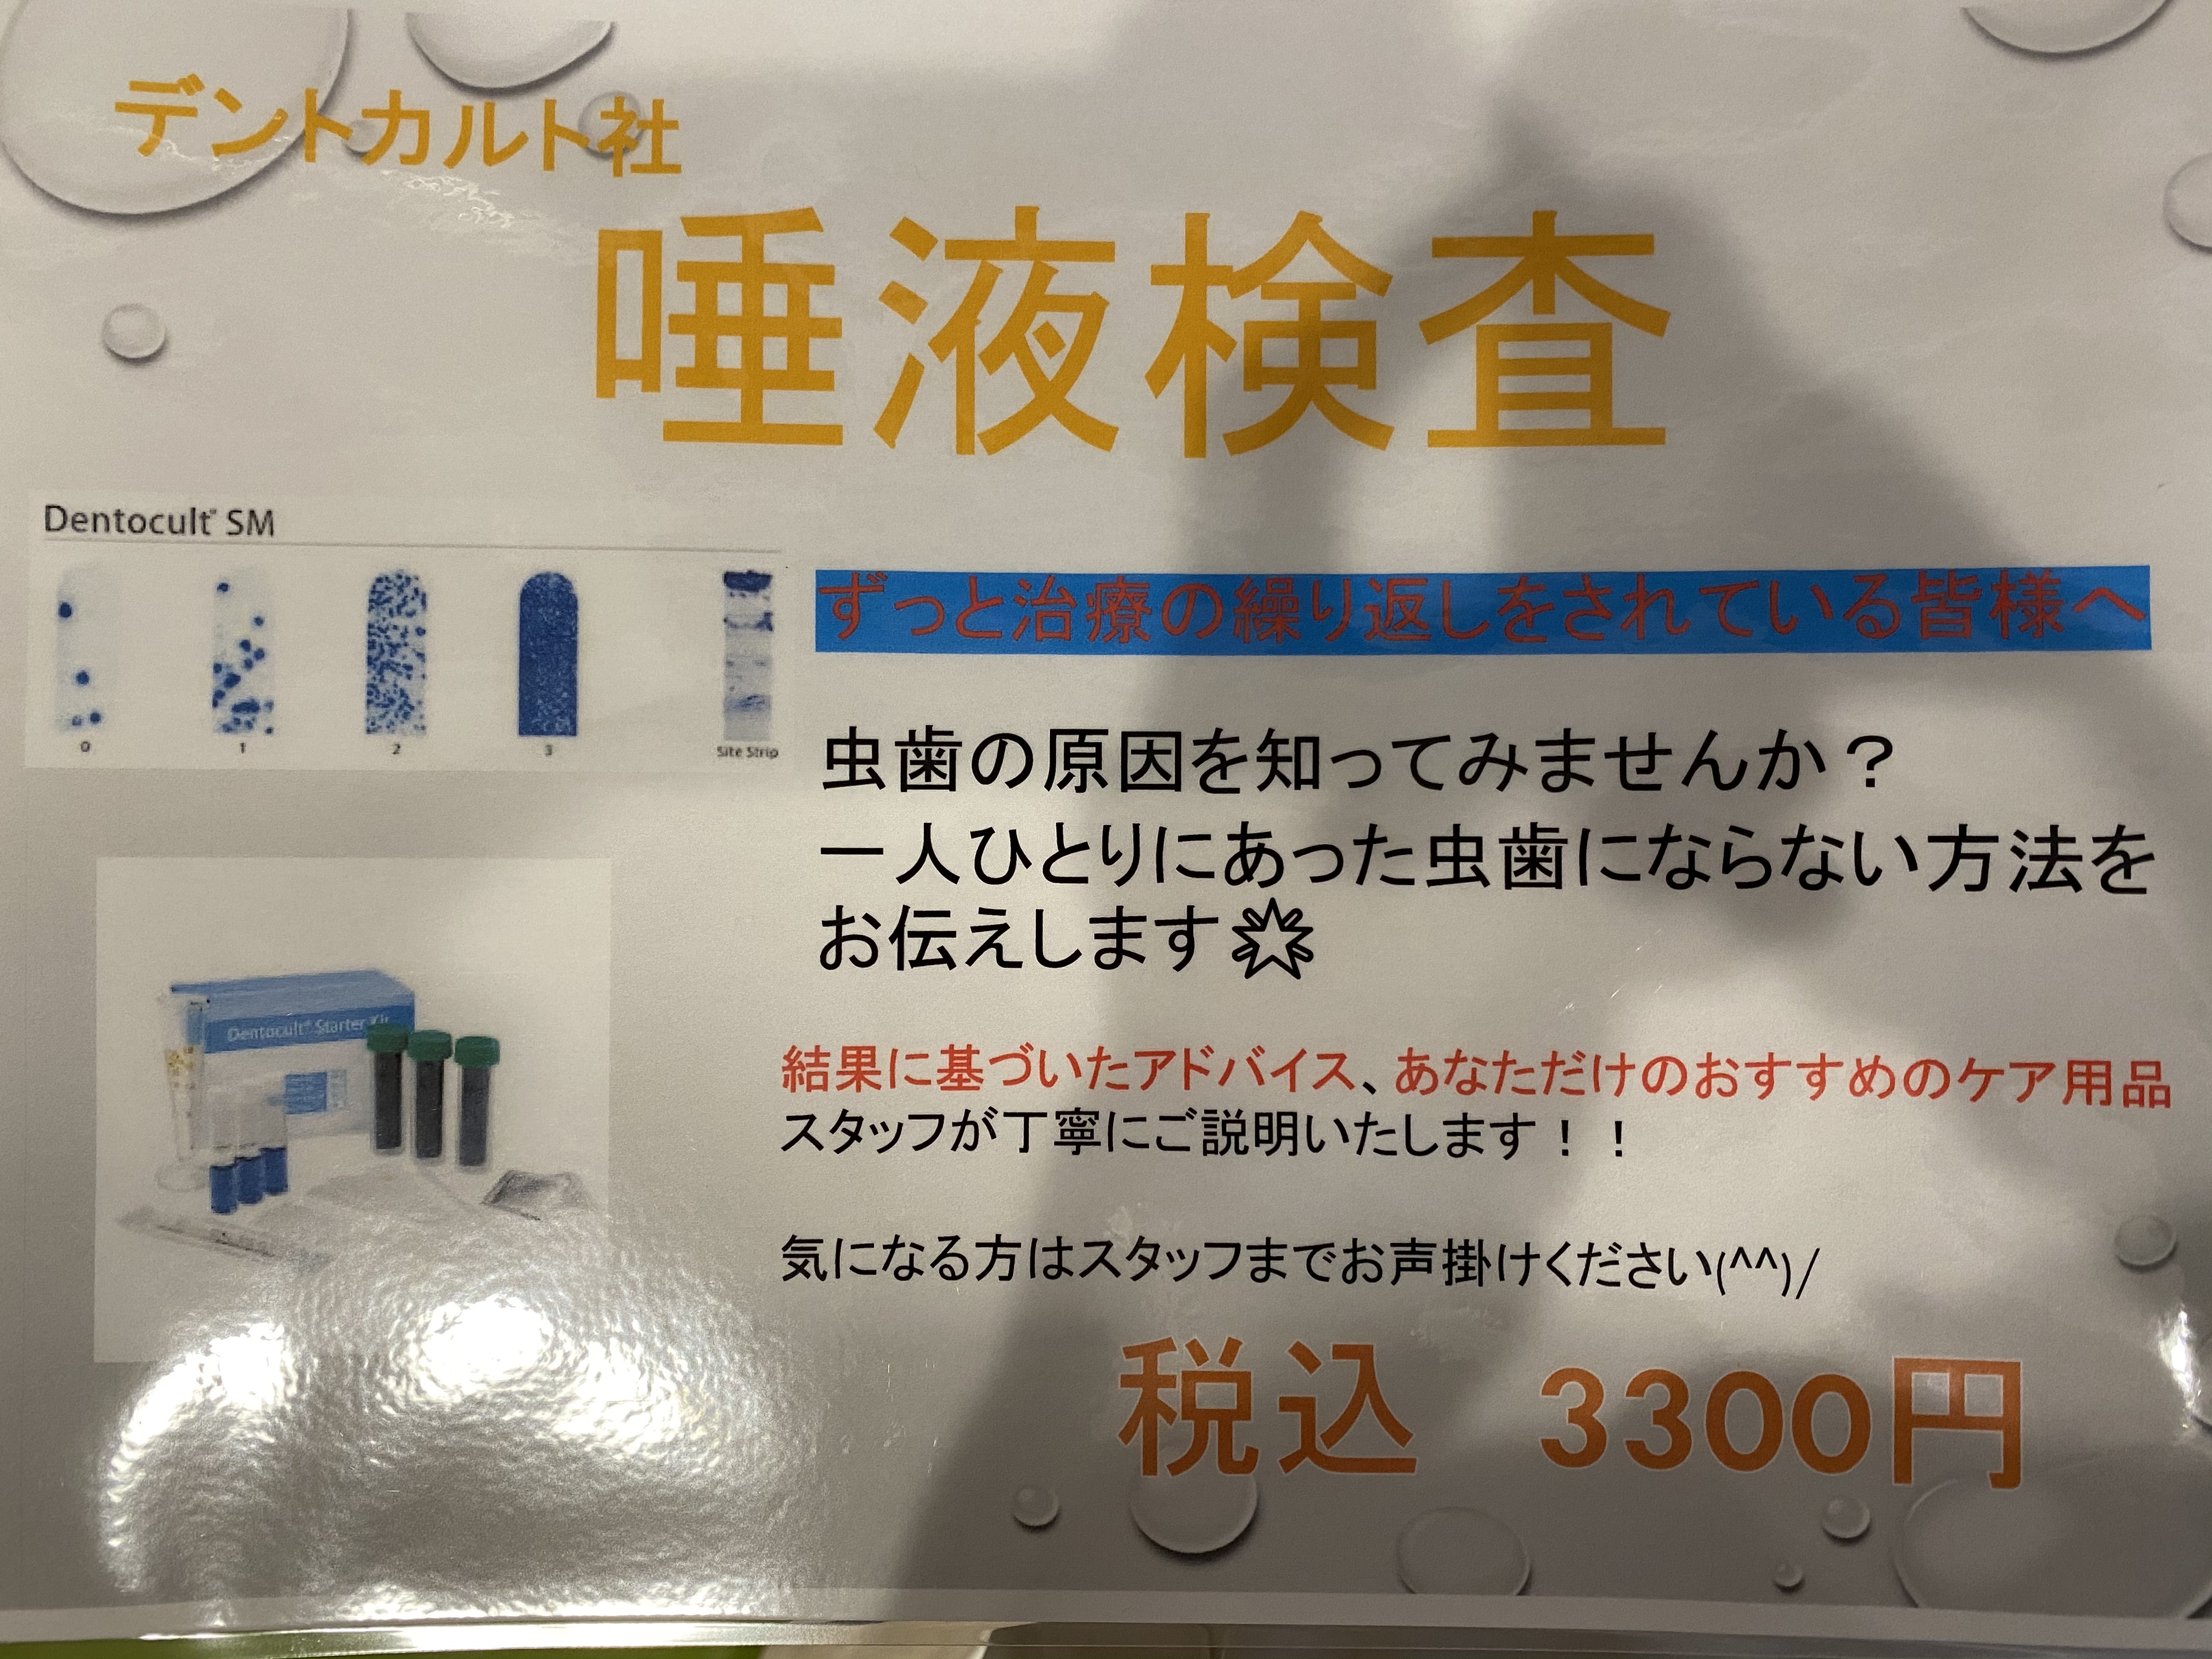 デントカルト社
唾液検査
Dentocult® SM
0 1 2 3 Site Strip
ずっと治療の繰り返しをされている皆様へ
虫歯の原因を知ってみませんか？
一人ひとりにあった虫歯にならない方法を
お伝えします
Dentocult® Starter Kit
結果に基づいたアドバイス、あなただけのおすすめのケア用品
スタッフが丁寧にご説明いたします！！
気になる方はスタッフまでお声掛けください(^^)/
税込 3300円